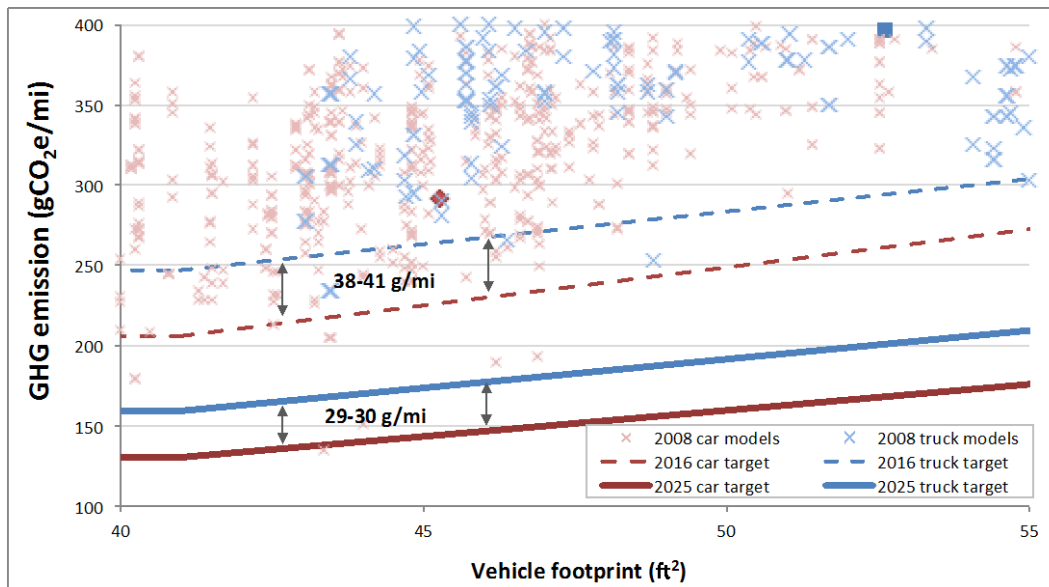 GHG emission (gCO₂e/mi)
400
350
300
250
200
150
100
38-41 g/mi
29-30 g/mi
2008 car models
2008 truck models
2016 car target
2016 truck target
2025 car target
2025 truck target
40
45
50
55
Vehicle footprint (ft²)